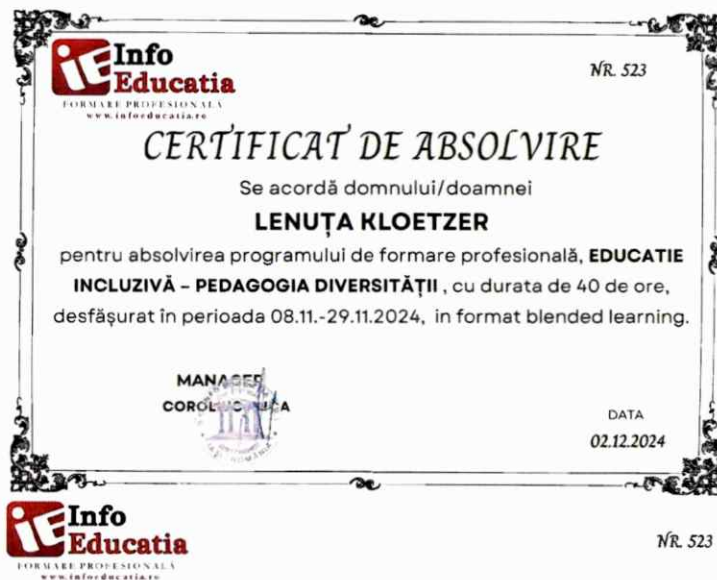 Info
Educatia
FORMARE PROFESIONALĂ
www.infoeducatia.ro
NR. 523
CERTIFICAT DE ABSOLVIRE
Se acordă domnului/doamnei
LENUȚA KLOETZER
pentru absolvirea programului de formare profesională, EDUCATIE
INCLUZIVĂ – PEDAGOGIA DIVERSITĂȚII , cu durata de 40 de ore,
desfășurat în perioada 08.11.-29.11.2024, in format blended learning.
MANAGER
DATA
02.12.2024
Info
Educatia
FORMARE PROFESIONALĂ
www.infoeducatia.ro
NR. 523